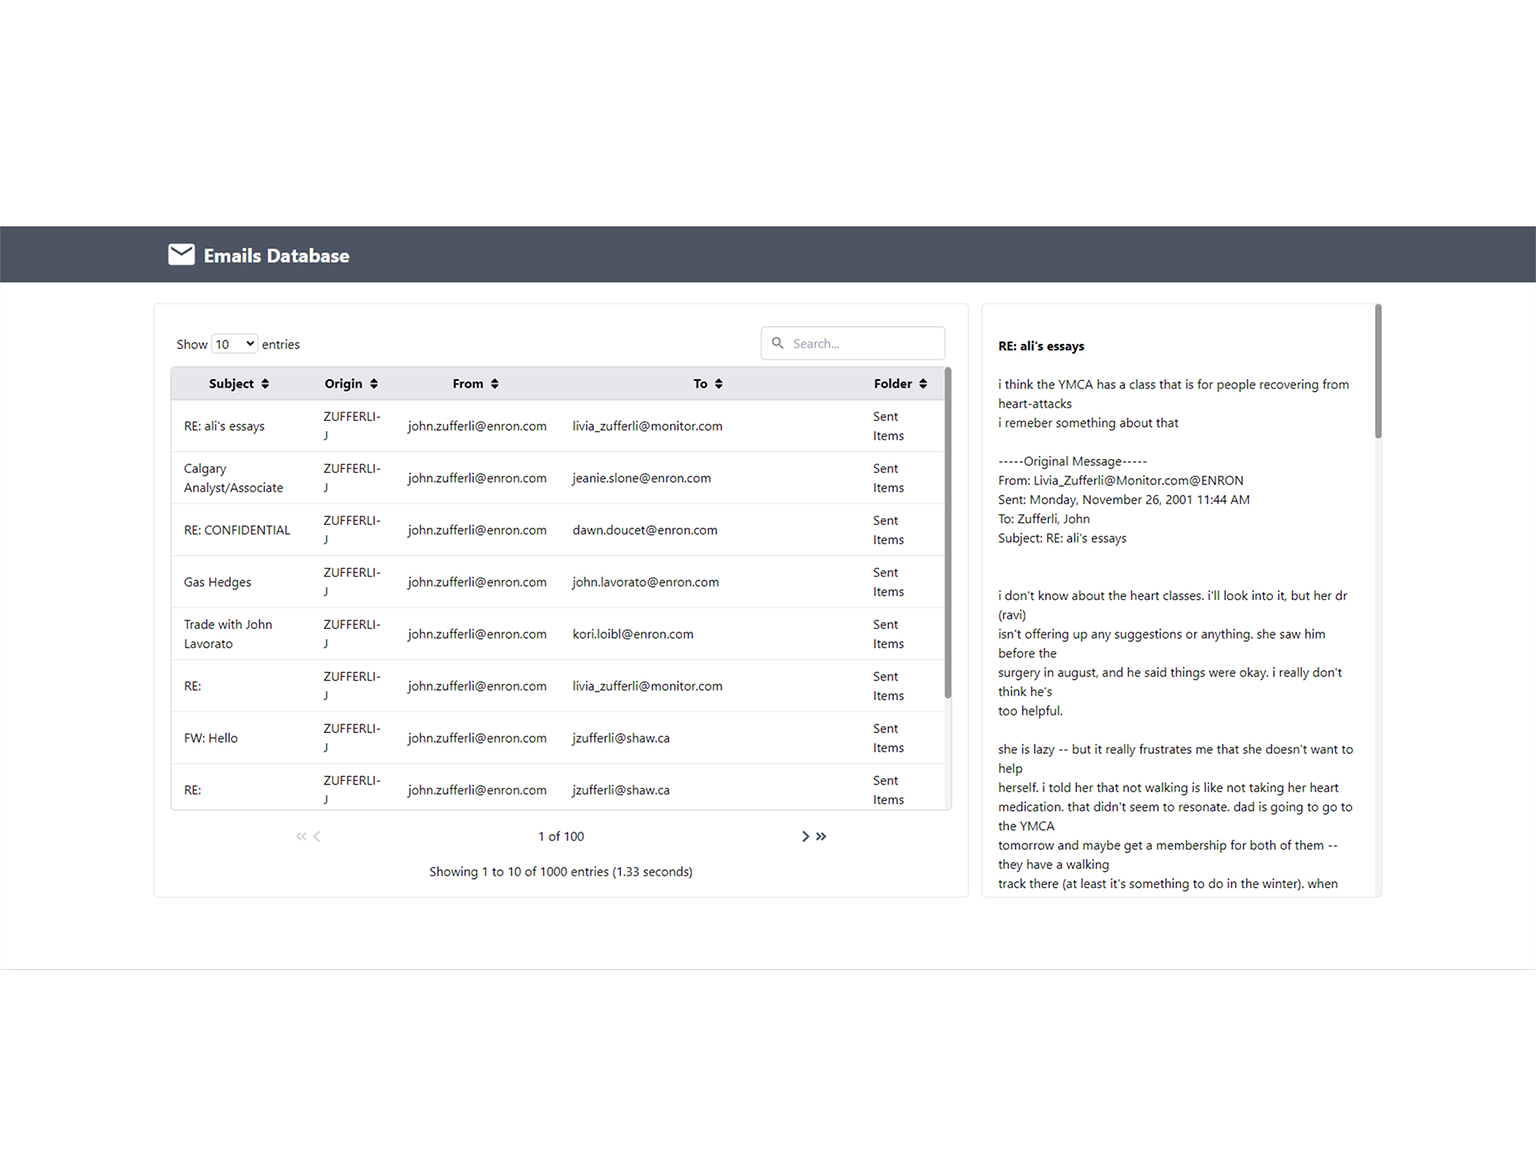 Emails Database
Show 10 entries
Search...
Subject Origin From To Folder
RE: ali's essays ZUFFERLI-J john.zufferli@enron.com livia_zufferli@monitor.com Sent Items
Calgary Analyst/Associate ZUFFERLI-J john.zufferli@enron.com jeanie.slone@enron.com Sent Items
RE: CONFIDENTIAL ZUFFERLI-J john.zufferli@enron.com dawn.doucet@enron.com Sent Items
Gas Hedges ZUFFERLI-J john.zufferli@enron.com john.lavorato@enron.com Sent Items
Trade with John Lavorato ZUFFERLI-J john.zufferli@enron.com kori.loibl@enron.com Sent Items
RE: ZUFFERLI-J john.zufferli@enron.com livia_zufferli@monitor.com Sent Items
FW: Hello ZUFFERLI-J john.zufferli@enron.com jzufferli@shaw.ca Sent Items
RE: ZUFFERLI-J john.zufferli@enron.com jzufferli@shaw.ca Sent Items
1 of 100
Showing 1 to 10 of 1000 entries (1.33 seconds)
RE: ali's essays
i think the YMCA has a class that is for people recovering from
heart-attacks
i remeber something about that
-----Original Message-----
From: Livia_Zufferli@Monitor.com@ENRON
Sent: Monday, November 26, 2001 11:44 AM
To: Zufferli, John
Subject: RE: ali's essays
i don't know about the heart classes. i'll look into it, but her dr
(ravi)
isn't offering up any suggestions or anything. she saw him
before the
surgery in august, and he said things were okay. i really don't
think he's
too helpful.
she is lazy -- but it really frustrates me that she doesn't want to
help
herself. i told her that not walking is like not taking her heart
medication. that didn't seem to resonate. dad is going to go to
the YMCA
tomorrow and maybe get a membership for both of them --
they have a walking
track there (at least it's something to do in the winter). when